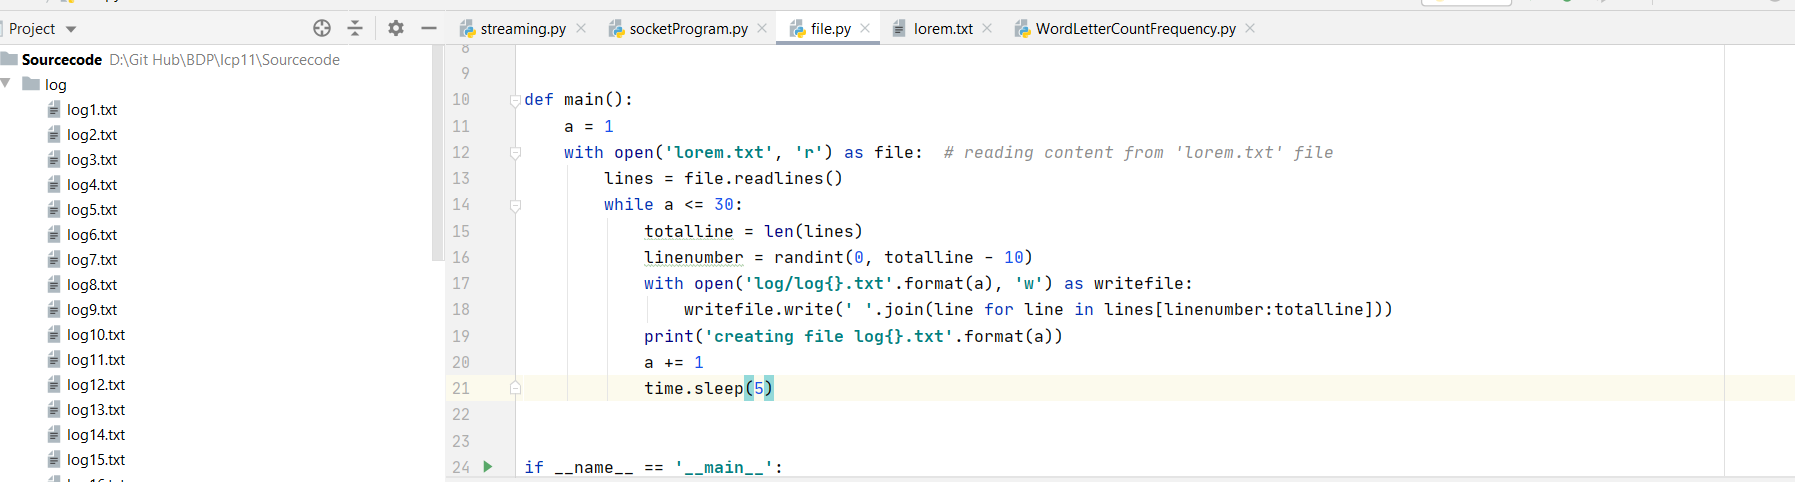 Project
streaming.py
socketProgram.py
file.py
lorem.txt
WordLetterCountFrequency.py
Sourcecode D:\Git Hub\BDP\Icp11\Sourcecode
log
log1.txt
log2.txt
log3.txt
log4.txt
log5.txt
log6.txt
log7.txt
log8.txt
log9.txt
log10.txt
log11.txt
log12.txt
log13.txt
log14.txt
log15.txt
8
9
10 def main():
11 a = 1
12 with open('lorem.txt', 'r') as file:  # reading content from 'lorem.txt' file
13 lines = file.readlines()
14 while a <= 30:
15 totalline = len(lines)
16 linenumber = randint(0, totalline - 10)
17 with open('log/log{}.txt'.format(a), 'w') as writefile:
18 writefile.write(' '.join(line for line in lines[linenumber:totalline]))
19 print('creating file log{}.txt'.format(a))
20 a += 1
21 time.sleep(5)
22
23
24 if __name__ == '__main__':